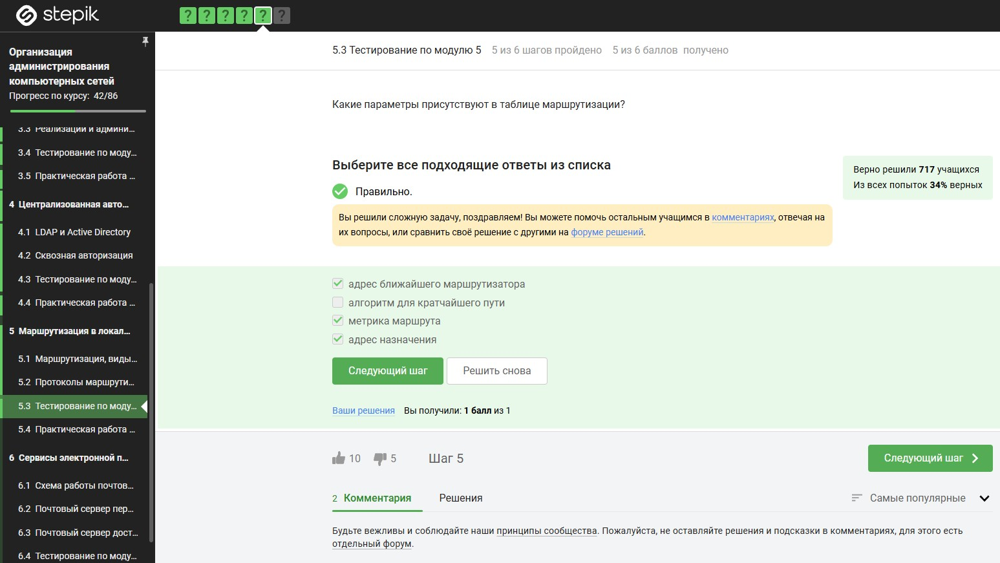 stepik
? ? ? ? ? ?
Организация
администрирования
компьютерных сетей
Прогресс по курсу: 42/86
3.3 Реализации и админи...
3.4 Тестирование по моду...
3.5 Практическая работа ...
4 Централизованная авто...
4.1 LDAP и Active Directory
4.2 Сквозная авторизация
4.3 Тестирование по моду...
4.4 Практическая работа ...
5 Маршрутизация в локал...
5.1 Маршрутизация, виды...
5.2 Протоколы маршрути...
5.3 Тестирование по моду...
5.4 Практическая работа ...
6 Сервисы электронной п...
6.1 Схема работы почтов...
6.2 Почтовый сервер пер...
6.3 Почтовый сервер дост...
6.4 Тестирование по моду...
5.3 Тестирование по модулю 5 5 из 6 шагов пройдено 5 из 6 баллов получено
Какие параметры присутствуют в таблице маршрутизации?
Выберите все подходящие ответы из списка
Правильно.
Верно решили 717 учащихся
Из всех попыток 34% верных
Вы решили сложную задачу, поздравляем! Вы можете помочь остальным учащимся в комментариях, отвечая на
их вопросы, или сравнить своё решение с другими на форуме решений.
адрес ближайшего маршрутизатора
алгоритм для кратчайшего пути
метрика маршрута
адрес назначения
Следующий шаг Решить снова
Ваши решения Вы получили: 1 балл из 1
10 5 Шаг 5 Следующий шаг
2 Комментария Решения Самые популярные
Будьте вежливы и соблюдайте наши принципы сообщества. Пожалуйста, не оставляйте решения и подсказки в комментариях, для этого есть
отдельный форум.